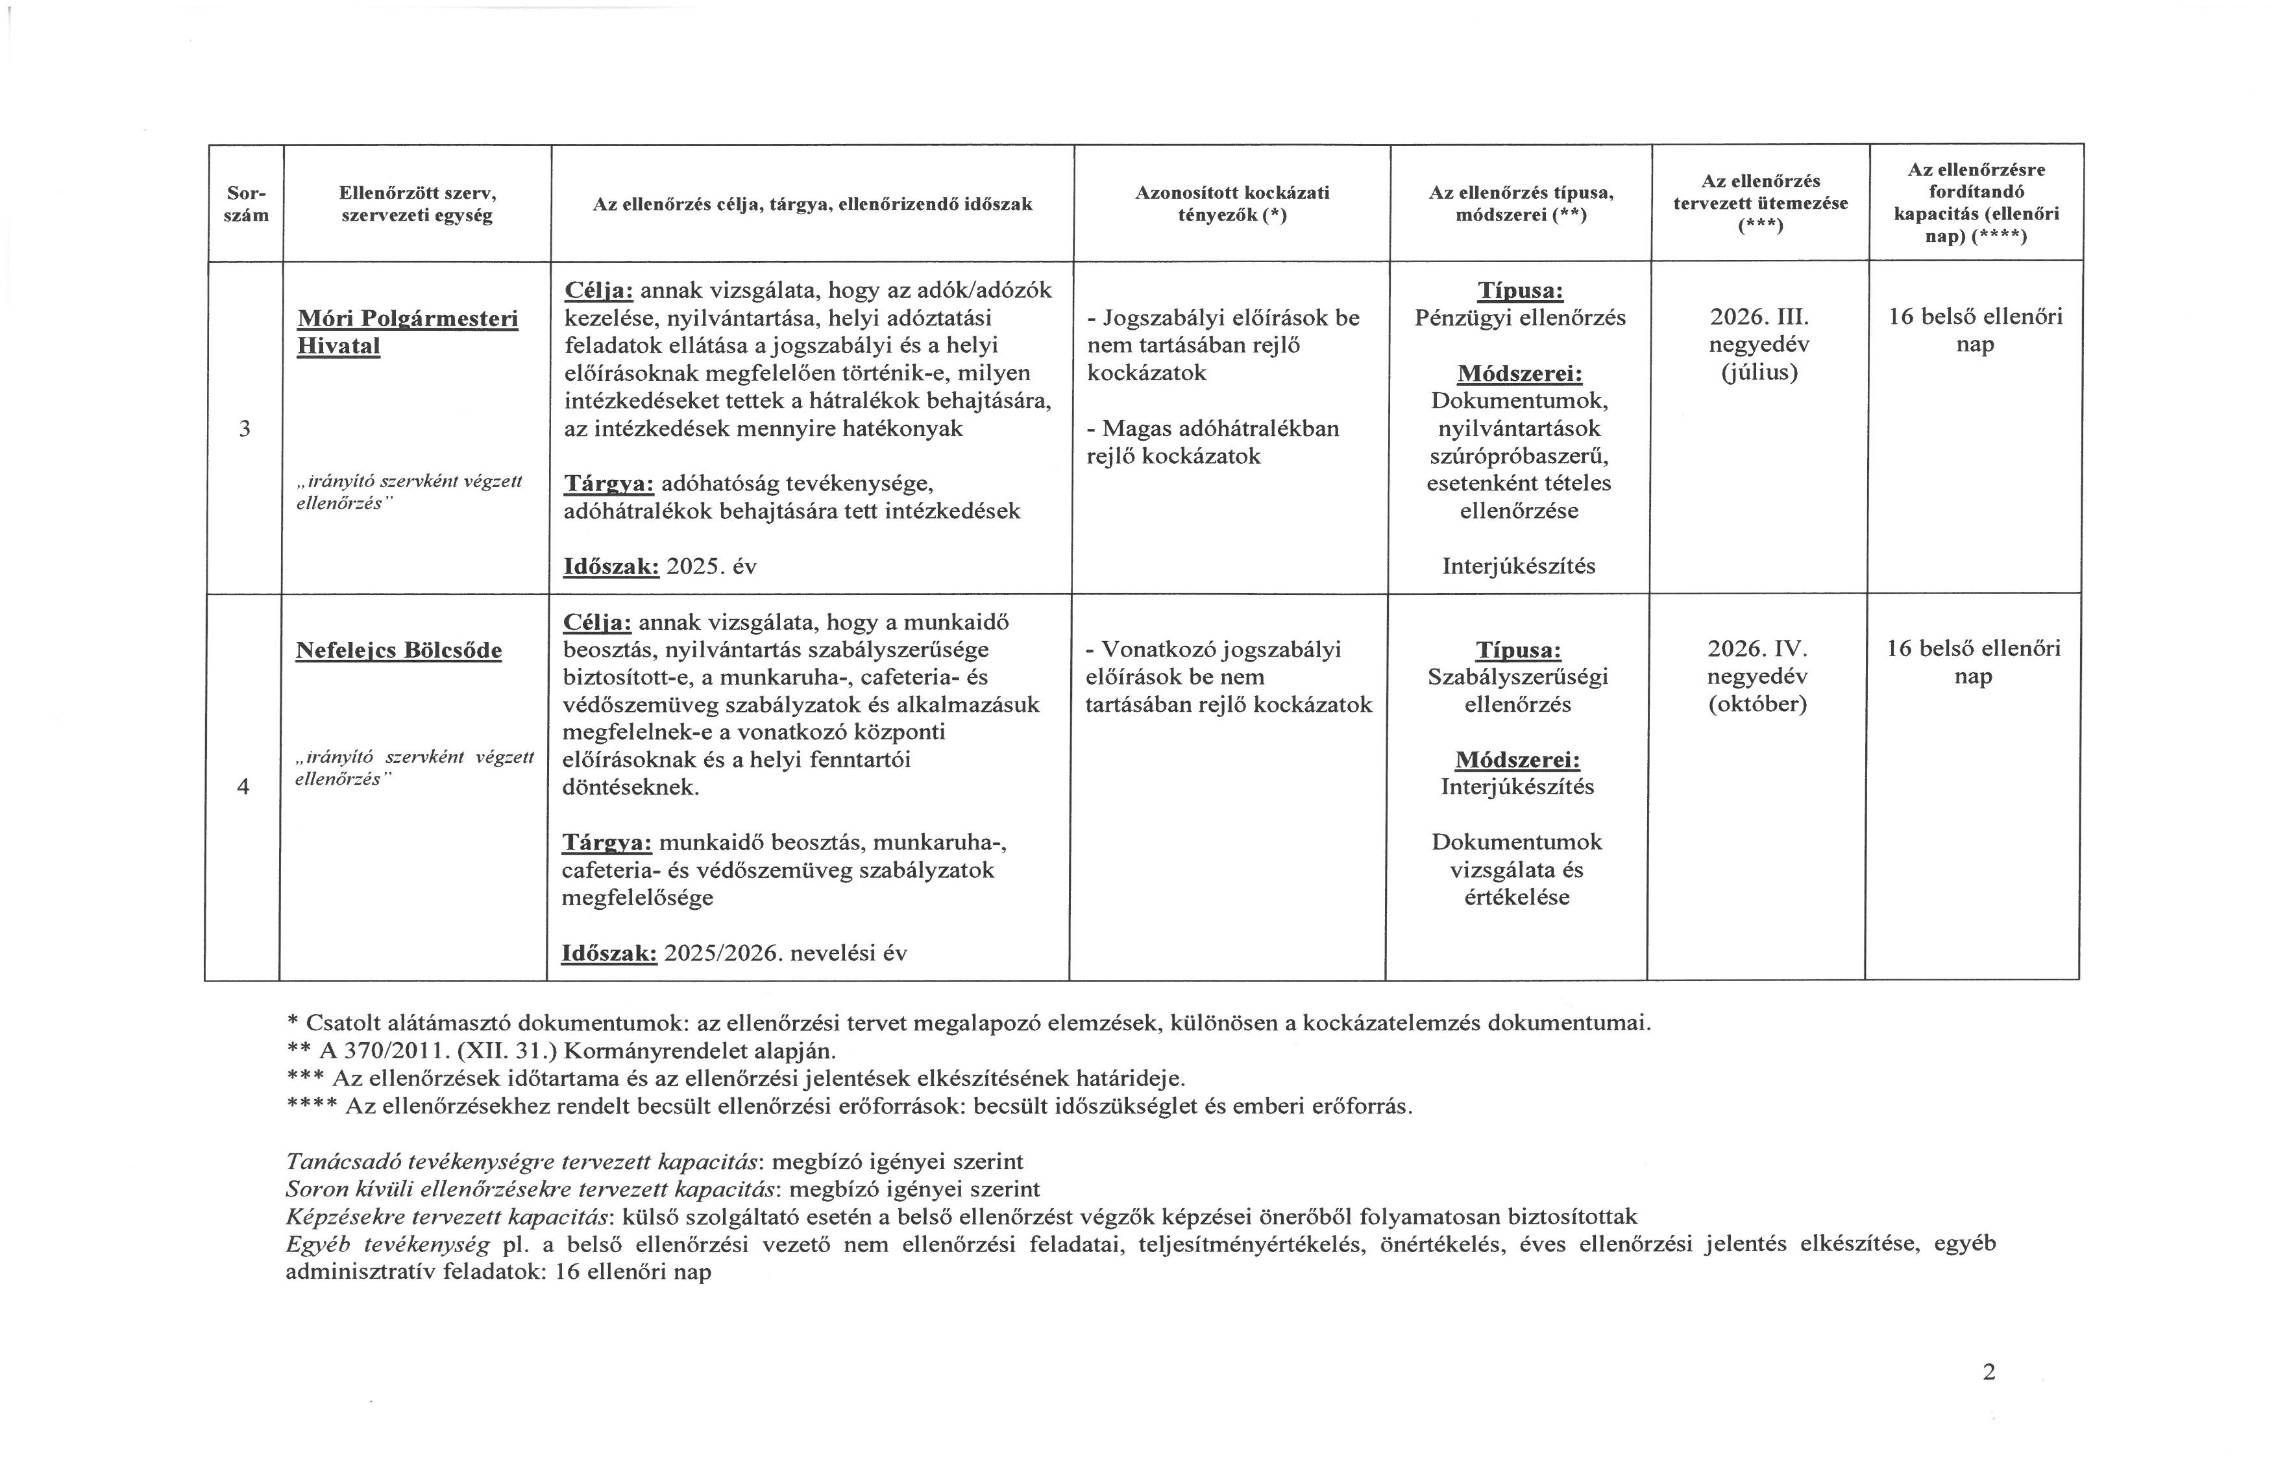 Sor-
szám
Ellenőrzött szerv,
szervezeti egység
Az ellenőrzés célja, tárgya, ellenőrizendő időszak
Azonosított kockázati
tényezők (*)
Az ellenőrzés típusa,
módszerei (**)
Az ellenőrzés
tervezett ütemezése
(***)
Az ellenőrzésre
fordítandó
kapacitás (ellenőri
nap) (****)
3
Móri Polgármesteri
Hivatal
„irányító szervként végzett
ellenőrzés"
Célja: annak vizsgálata, hogy az adók/adózók
kezelése, nyilvántartása, helyi adóztatási
feladatok ellátása a jogszabályi és a helyi
előírásoknak megfelelően történik-e, milyen
intézkedéseket tettek a hátralékok behajtására,
az intézkedések mennyire hatékonyak
Tárgya: adóhatóság tevékenysége,
adóhátralékok behajtására tett intézkedések
Időszak: 2025. év
- Jogszabályi előírások be
nem tartásában rejlő
kockázatok
- Magas adóhátralékban
rejlő kockázatok
Típusa:
Pénzügyi ellenőrzés
Módszerei:
Dokumentumok,
nyilvántartások
szúrópróbaszerű,
esetenként tételes
ellenőrzése
Interjúkészítés
2026. III.
negyedév
(július)
16 belső ellenőri
nap
4
Nefelejcs Bölcsőde
„irányító szervként végzett
ellenőrzés"
Célja: annak vizsgálata, hogy a munkaidő
beosztás, nyilvántartás szabályszerűsége
biztosított-e, a munkaruha-, cafeteria- és
védőszemüveg szabályzatok és alkalmazásuk
megfelelnek-e a vonatkozó központi
előírásoknak és a helyi fenntartói
döntéseknek.
Tárgya: munkaidő beosztás, munkaruha-,
cafeteria- és védőszemüveg szabályzatok
megfelelősége
Időszak: 2025/2026. nevelési év
- Vonatkozó jogszabályi
előírások be nem
tartásában rejlő kockázatok
Típusa:
Szabályszerűségi
ellenőrzés
Módszerei:
Interjúkészítés
Dokumentumok
vizsgálata és
értékelése
2026. IV.
negyedév
(október)
16 belső ellenőri
nap
* Csatolt alátámasztó dokumentumok: az ellenőrzési tervet megalapozó elemzések, különösen a kockázatelemzés dokumentumai.
** A 370/2011. (XII. 31.) Kormányrendelet alapján.
*** Az ellenőrzések időtartama és az ellenőrzési jelentések elkészítésének határideje.
**** Az ellenőrzésekhez rendelt becsült ellenőrzési erőforrások: becsült időszükséglet és emberi erőforrás.
Tanácsadó tevékenységre tervezett kapacitás: megbízó igényei szerint
Soron kívüli ellenőrzésekre tervezett kapacitás: megbízó igényei szerint
Képzésekre tervezett kapacitás: külső szolgáltató esetén a belső ellenőrzést végzők képzései önerőből folyamatosan biztosítottak
Egyéb tevékenység pl. a belső ellenőrzési vezető nem ellenőrzési feladatai, teljesítményértékelés, önértékelés, éves ellenőrzési jelentés elkészítése, egyéb
adminisztratív feladatok: 16 ellenőri nap
2